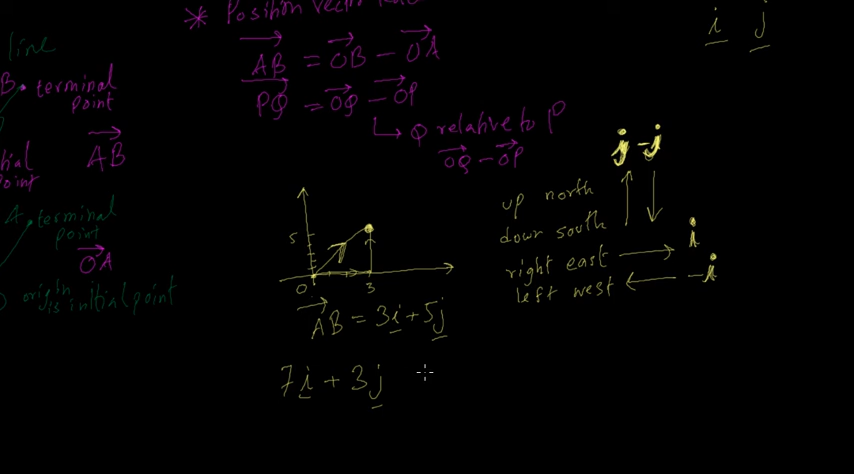 * Position vector
i j
line
AB = OB - OA
B terminal
point
PQ = OQ - OP
Q relative to P
OQ - OP
AB
point
j -j
up north
down south
right east i
left west -i
A terminal
point
OA
origin is initial point
5
0 3
AB = 3i + 5j
7i + 3j